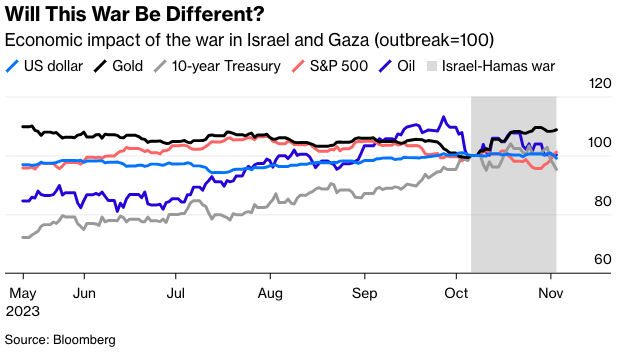 Will This War Be Different?
Economic impact of the war in Israel and Gaza (outbreak=100)
US dollar Gold 10-year Treasury S&P 500 Oil Israel-Hamas war
120
100
80
60
May Jun Jul Aug Sep Oct Nov
2023
Source: Bloomberg